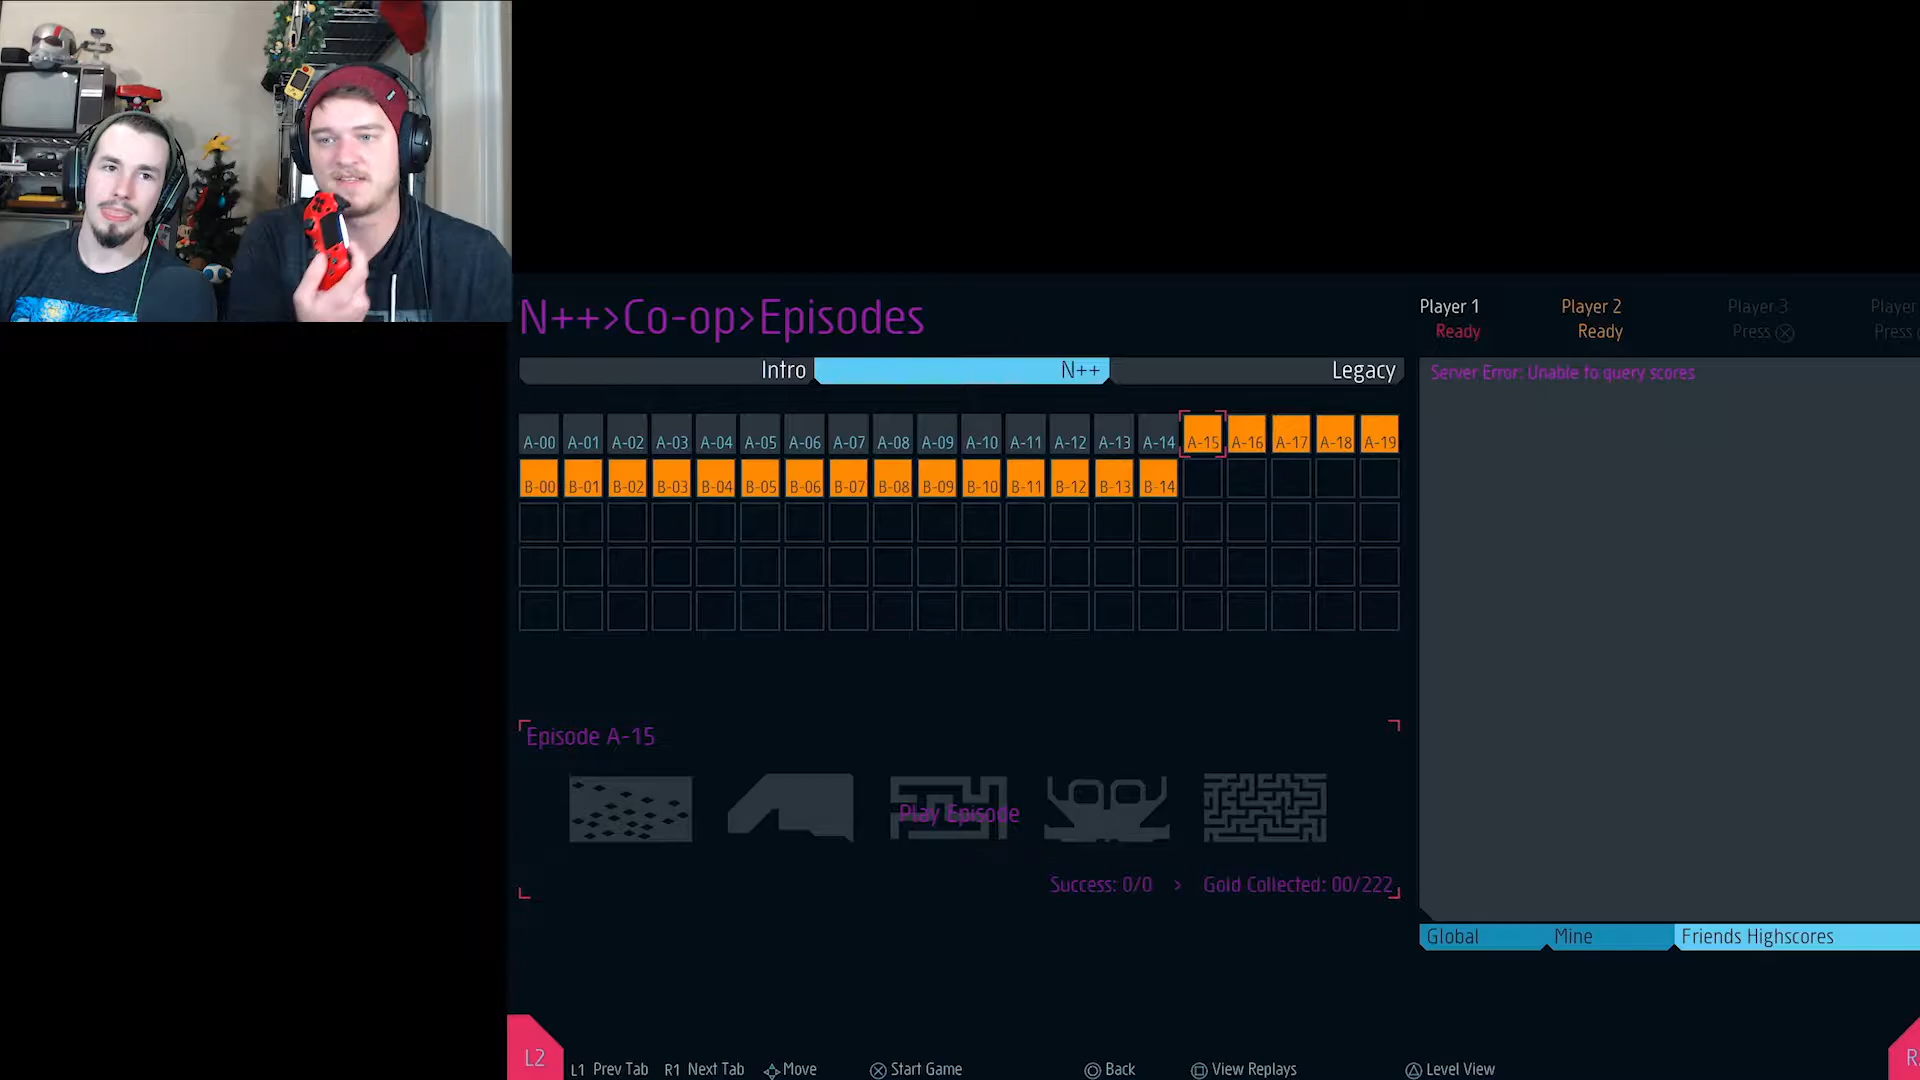 N++>Co-op>Episodes
Player 1
Ready
Player 2
Ready
Player 3
Press
Player
Press
Intro
N++
Legacy
Server Error: Unable to query scores
A-00 A-01 A-02 A-03 A-04 A-05 A-06 A-07 A-08 A-09 A-10 A-11 A-12 A-13 A-14 A-15 A-16 A-17 A-18 A-19
B-00 B-01 B-02 B-03 B-04 B-05 B-06 B-07 B-08 B-09 B-10 B-11 B-12 B-13 B-14
Episode A-15
Play Episode
Success: 0/0 > Gold Collected: 00/222
Global Mine Friends Highscores
L2
L1 Prev Tab R1 Next Tab Move Start Game Back View Replays Level View
R